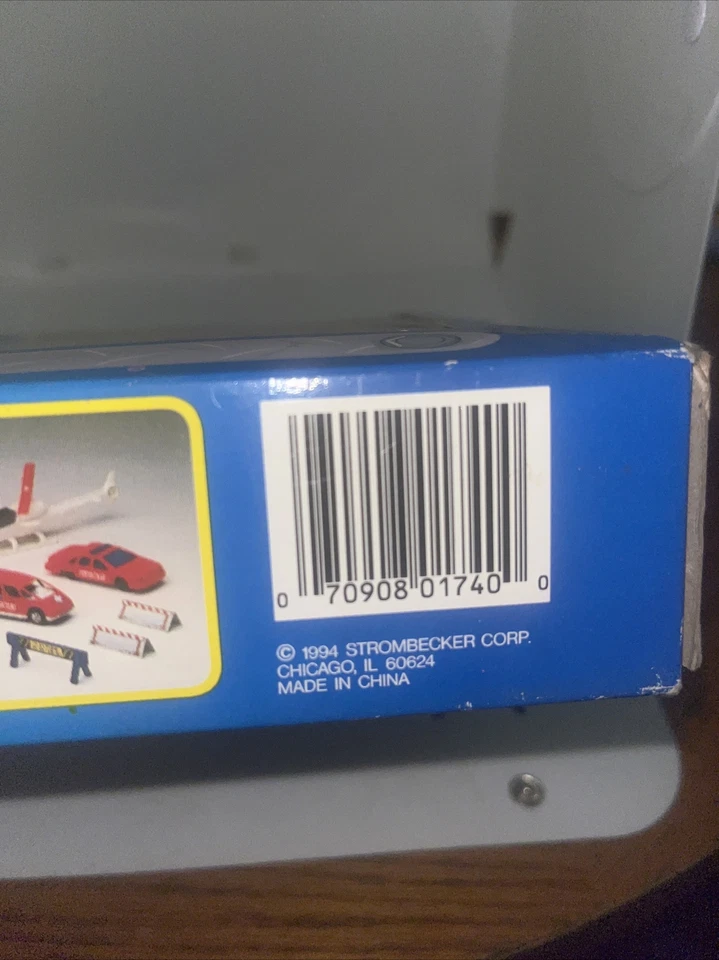 0 70908 01740 0
© 1994 STROMBECKER CORP.
CHICAGO, IL 60624
MADE IN CHINA